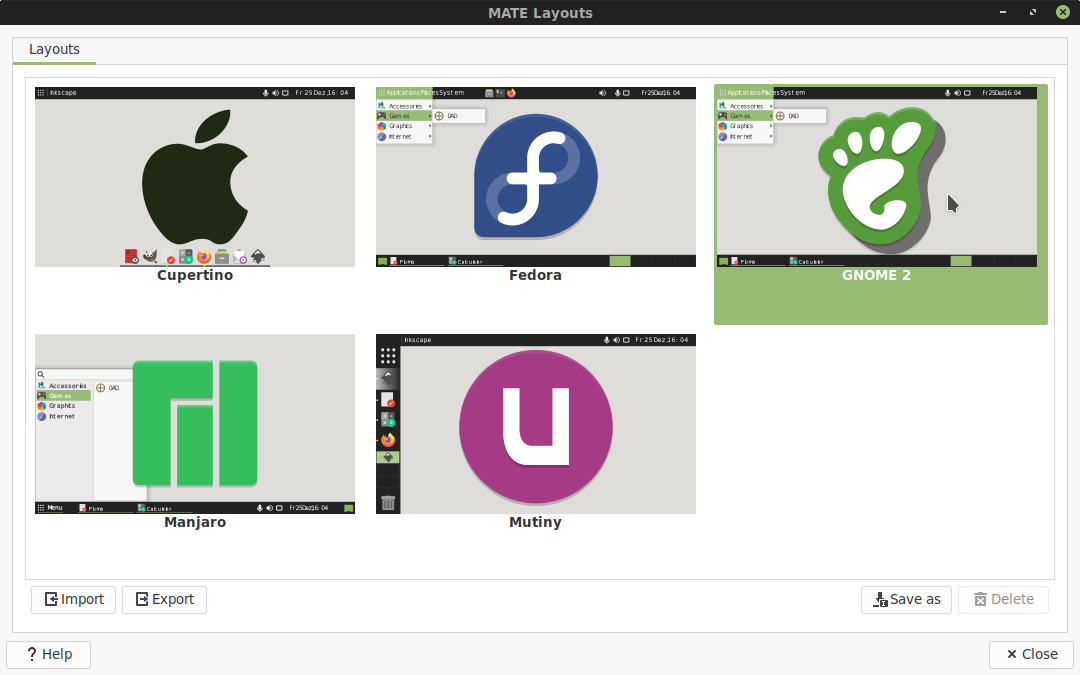 MATE Layouts
Layouts
Inkscape
Fr 25 Dez, 16:04
Applications Places System
Fr 25 Dez, 16:04
Accessories
Games
0AD
Graphics
Internet
Applications Places System
Fr 25 Dez, 16:04
Accessories
Games
0AD
Graphics
Internet
Cupertino
Fedora
GNOME 2
Accessories
Games
0AD
Graphics
Internet
Menu
Fr 25 Dez, 16:04
Inkscape
Fr 25 Dez, 16:04
Manjaro
Mutiny
Import
Export
Save as
Delete
? Help
Close